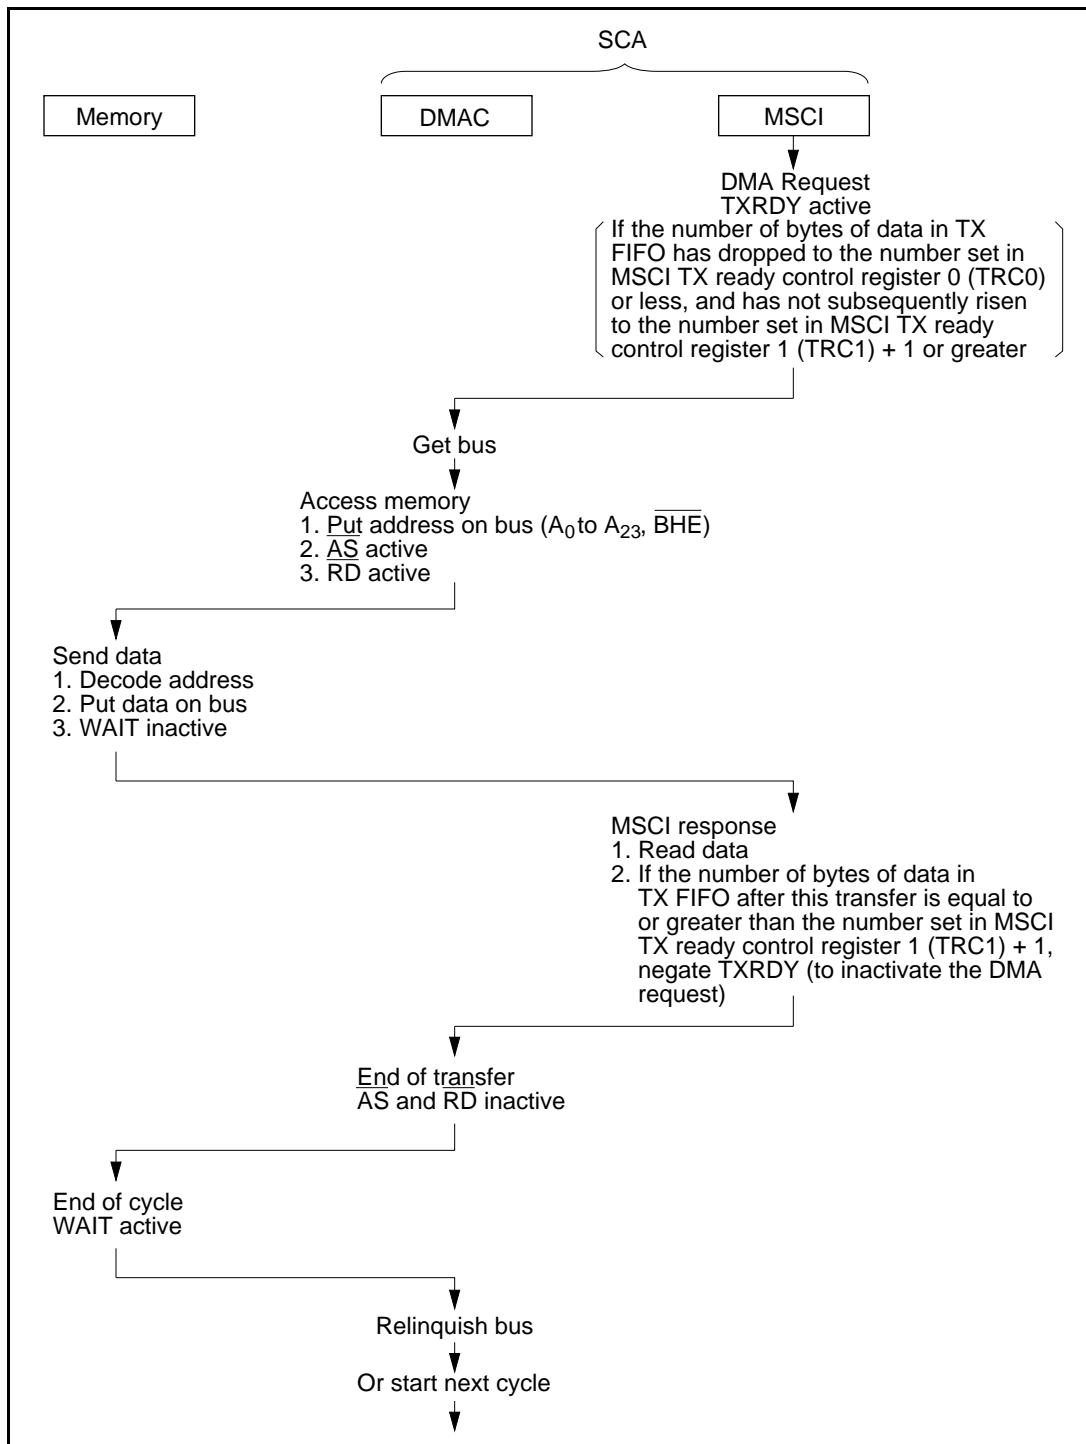 SCA
Memory
DMAC
MSCI
DMA Request
TXRDY active
If the number of bytes of data in TX
FIFO has dropped to the number set in
MSCI TX ready control register 0 (TRC0)
or less, and has not subsequently risen
to the number set in MSCI TX ready
control register 1 (TRC1) + 1 or greater
Get bus
Access memory
1. Put address on bus (A₀ to A₂₃, B̅H̅E̅)
2. A̅S̅ active
3. R̅D̅ active
Send data
1. Decode address
2. Put data on bus
3. WAIT inactive
MSCI response
1. Read data
2. If the number of bytes of data in
TX FIFO after this transfer is equal to
or greater than the number set in MSCI
TX ready control register 1 (TRC1) + 1,
negate TXRDY (to inactivate the DMA
request)
End of transfer
A̅S̅ and R̅D̅ inactive
End of cycle
WAIT active
Relinquish bus
Or start next cycle